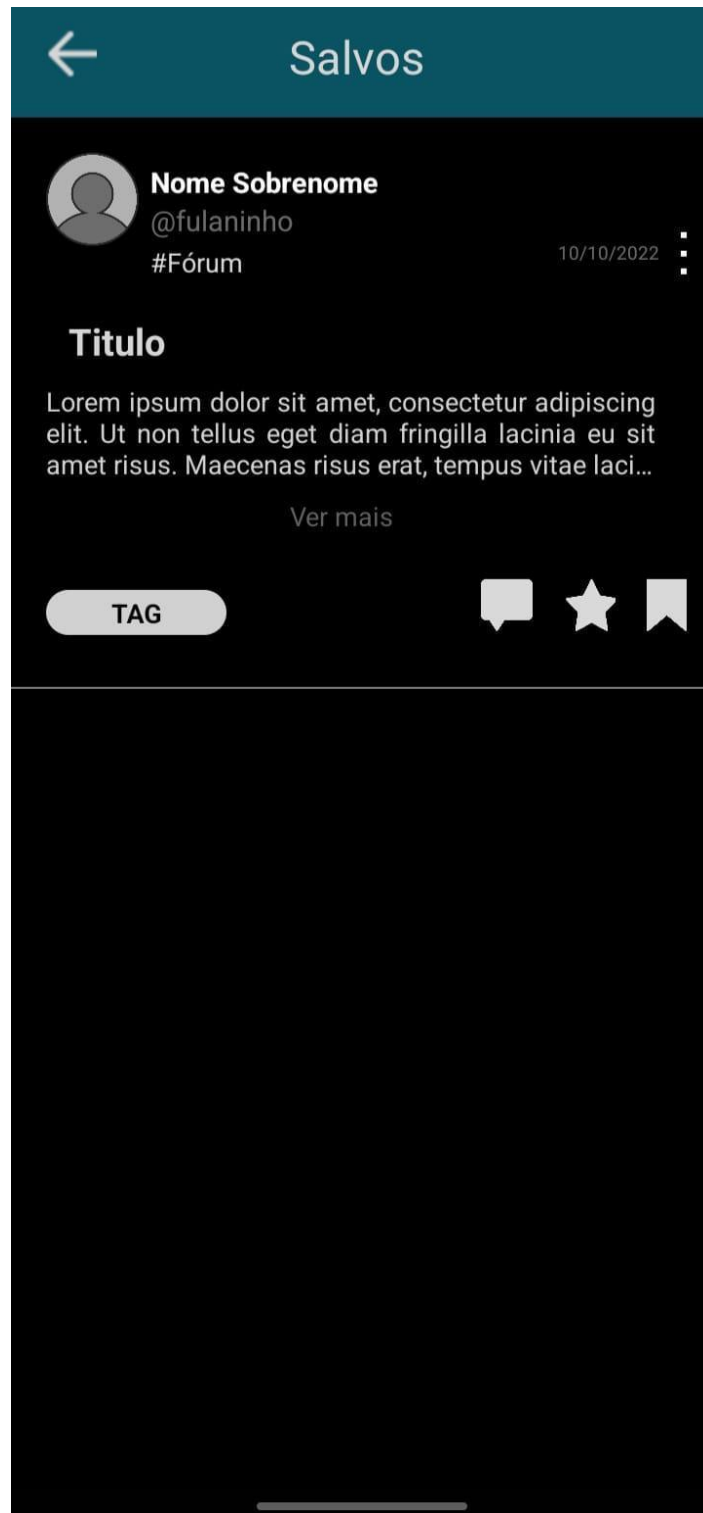 Salvos
Nome Sobrenome
@fulaninho
#Fórum
10/10/2022
Titulo
Lorem ipsum dolor sit amet, consectetur adipiscing
elit. Ut non tellus eget diam fringilla lacinia eu sit
amet risus. Maecenas risus erat, tempus vitae laci...
Ver mais
TAG